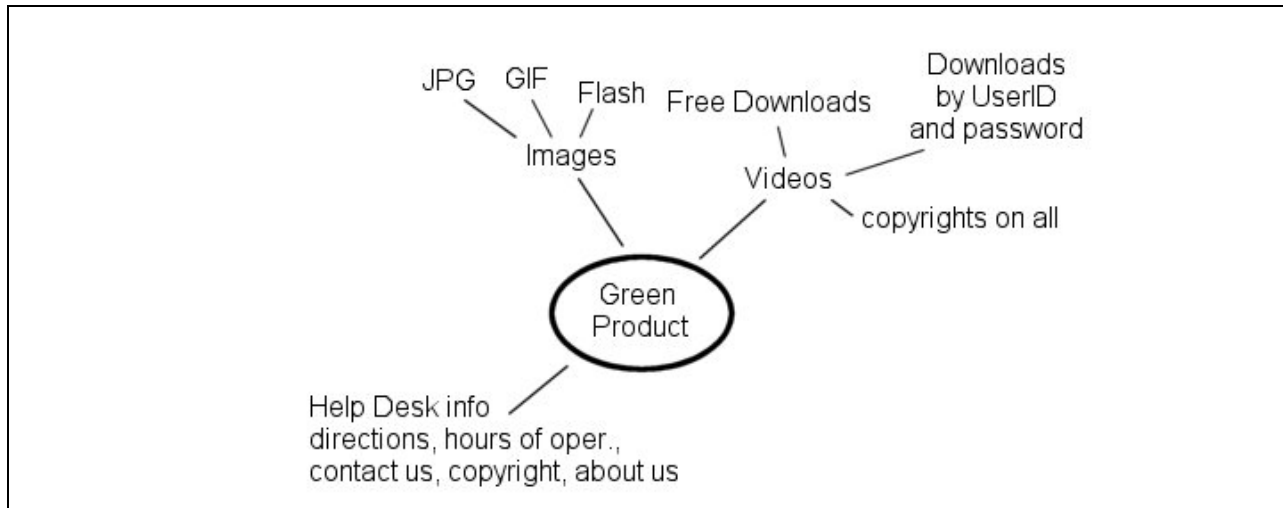 JPG
GIF
Flash
Images
Free Downloads
Downloads
by UserID
and password
Videos
copyrights on all
Green
Product
Help Desk info
directions, hours of oper.,
contact us, copyright, about us